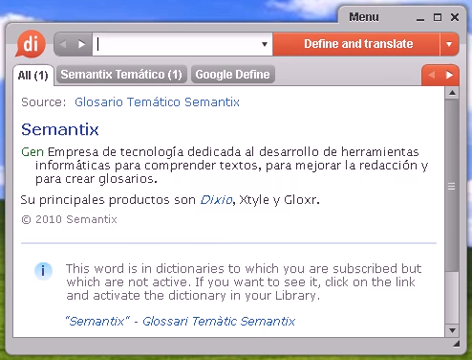 Menu
di
Define and translate
All (1)
Semantix Temático (1)
Google Define
Source: Glosario Temático Semantix
Semantix
Gen Empresa de tecnología dedicada al desarrollo de herramientas
informáticas para comprender textos, para mejorar la redacción y
para crear glosarios.
Su principales productos son Dixio, Xtyle y Gloxr.
© 2010 Semantix
i
This word is in dictionaries to which you are subscribed but
which are not active. If you want to see it, click on the link
and activate the dictionary in your Library.
"Semantix" - Glossari Temàtic Semantix